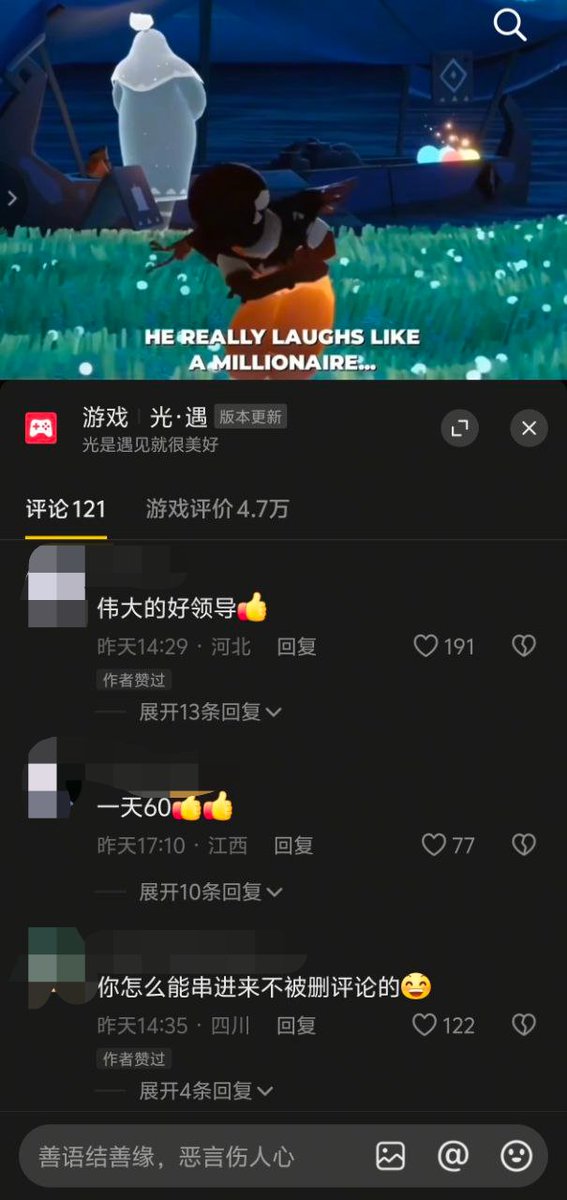 HE REALLY LAUGHS LIKE
A MILLIONAIRE...
游戏 光·遇 版本更新
光是遇见就很美好
评论121 游戏评价4.7万
伟大的好领导👍
昨天14:29 · 河北 回复 191
作者赞过
展开13条回复
一天60👍👍
昨天17:10 · 江西 回复 77
展开10条回复
你怎么能串进来不被删评论的😄
昨天14:35 · 四川 回复 122
作者赞过
展开4条回复
善语结善缘，恶言伤人心